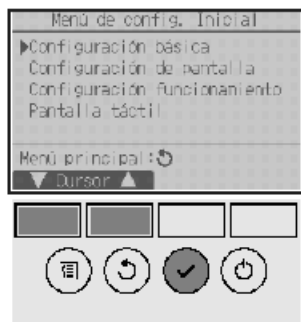 Menú de config. Inicial
Configuración básica
Configuración de pantalla
Configuración funcionamiento
Pantalla táctil
Menú principal:
Cursor